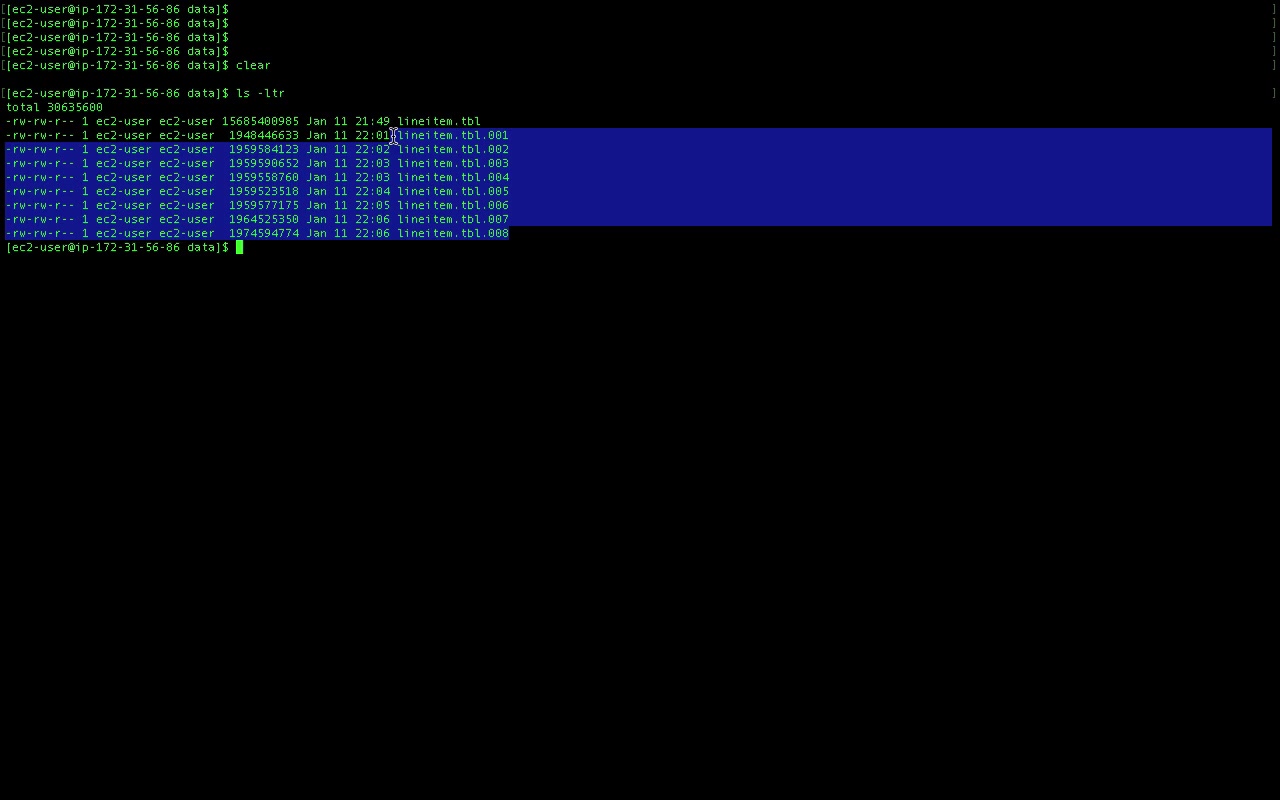 [[ec2-user@ip-172-31-56-86 data]$ ]
[[ec2-user@ip-172-31-56-86 data]$ ]
[[ec2-user@ip-172-31-56-86 data]$ ]
[[ec2-user@ip-172-31-56-86 data]$ ]
[[ec2-user@ip-172-31-56-86 data]$ clear ]
[[ec2-user@ip-172-31-56-86 data]$ ls -ltr ]
total 30635600
-rw-rw-r-- 1 ec2-user ec2-user 15685400985 Jan 11 21:49 lineitem.tbl
-rw-rw-r-- 1 ec2-user ec2-user  1948446633 Jan 11 22:01 lineitem.tbl.001
-rw-rw-r-- 1 ec2-user ec2-user  1959584123 Jan 11 22:02 lineitem.tbl.002
-rw-rw-r-- 1 ec2-user ec2-user  1959590652 Jan 11 22:03 lineitem.tbl.003
-rw-rw-r-- 1 ec2-user ec2-user  1959558760 Jan 11 22:03 lineitem.tbl.004
-rw-rw-r-- 1 ec2-user ec2-user  1959523518 Jan 11 22:04 lineitem.tbl.005
-rw-rw-r-- 1 ec2-user ec2-user  1959577175 Jan 11 22:05 lineitem.tbl.006
-rw-rw-r-- 1 ec2-user ec2-user  1964525350 Jan 11 22:06 lineitem.tbl.007
-rw-rw-r-- 1 ec2-user ec2-user  1974594774 Jan 11 22:06 lineitem.tbl.008
[ec2-user@ip-172-31-56-86 data]$